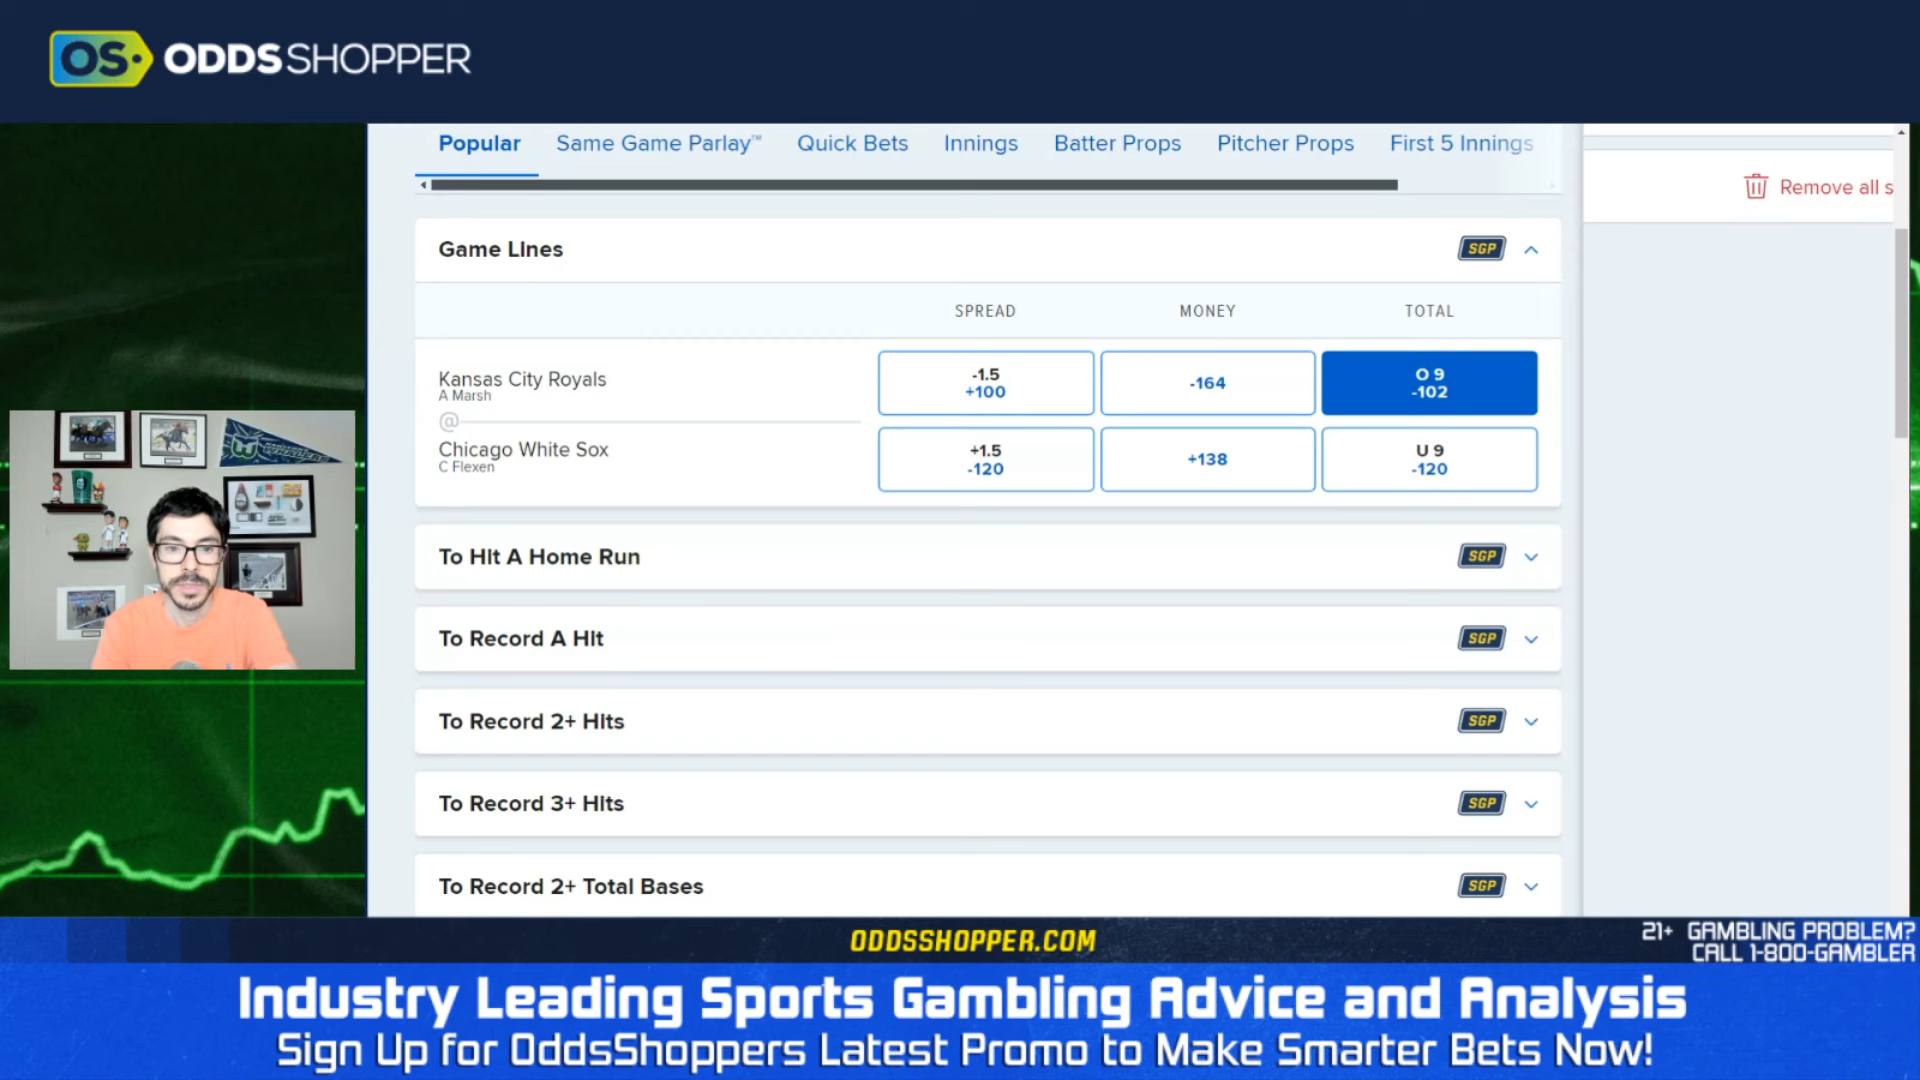 OS ODDSSHOPPER
Popular Same Game Parlay™ Quick Bets Innings Batter Props Pitcher Props First 5 Innings
Remove all s
Game Lines SGP
SPREAD MONEY TOTAL
Kansas City Royals
A Marsh
-1.5
+100
-164
O 9
-102
@
Chicago White Sox
C Flexen
+1.5
-120
+138
U 9
-120
To Hit A Home Run SGP
To Record A Hit SGP
To Record 2+ Hits SGP
To Record 3+ Hits SGP
To Record 2+ Total Bases SGP
ODDSSHOPPER.COM
21+ GAMBLING PROBLEM?
CALL 1-800-GAMBLER
Industry Leading Sports Gambling Advice and Analysis
Sign Up for OddsShoppers Latest Promo to Make Smarter Bets Now!